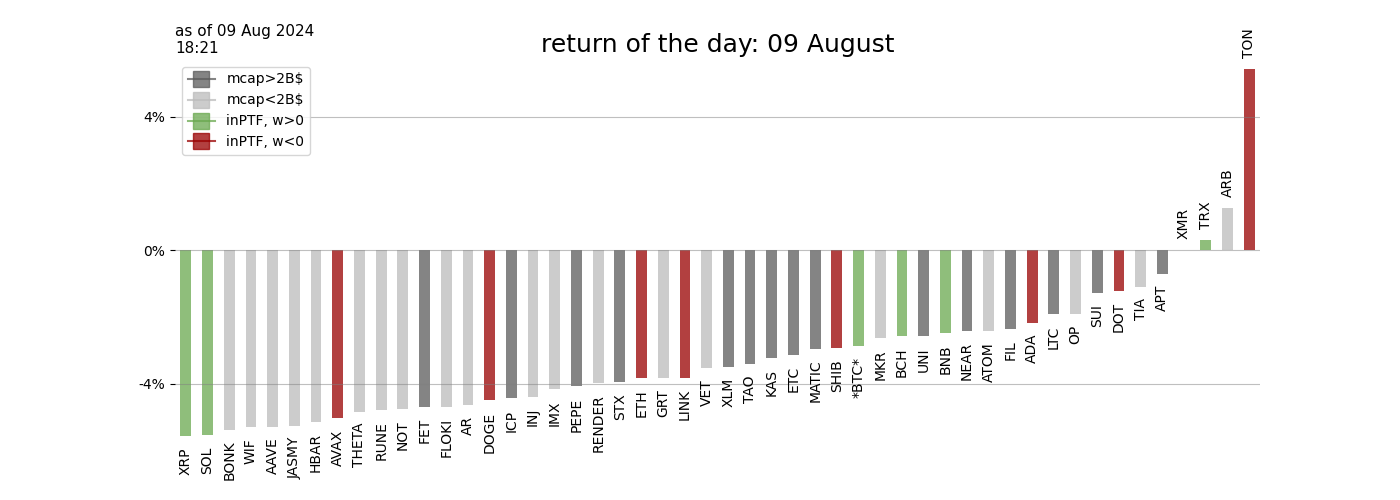 as of 09 Aug 2024
18:21
return of the day: 09 August
mcap>2B$
mcap<2B$
inPTF, w>0
inPTF, w<0
4%
0%
-4%
XRP
SOL
BONK
WIF
AAVE
JASMY
HBAR
AVAX
THETA
RUNE
NOT
FET
FLOKI
AR
DOGE
ICP
INJ
IMX
PEPE
RENDER
STX
ETH
GRT
LINK
VET
XLM
TAO
KAS
ETC
MATIC
SHIB
*BTC*
MKR
BCH
UNI
BNB
NEAR
ATOM
FIL
ADA
LTC
OP
SUI
DOT
TIA
APT
XMR
TRX
ARB
TON